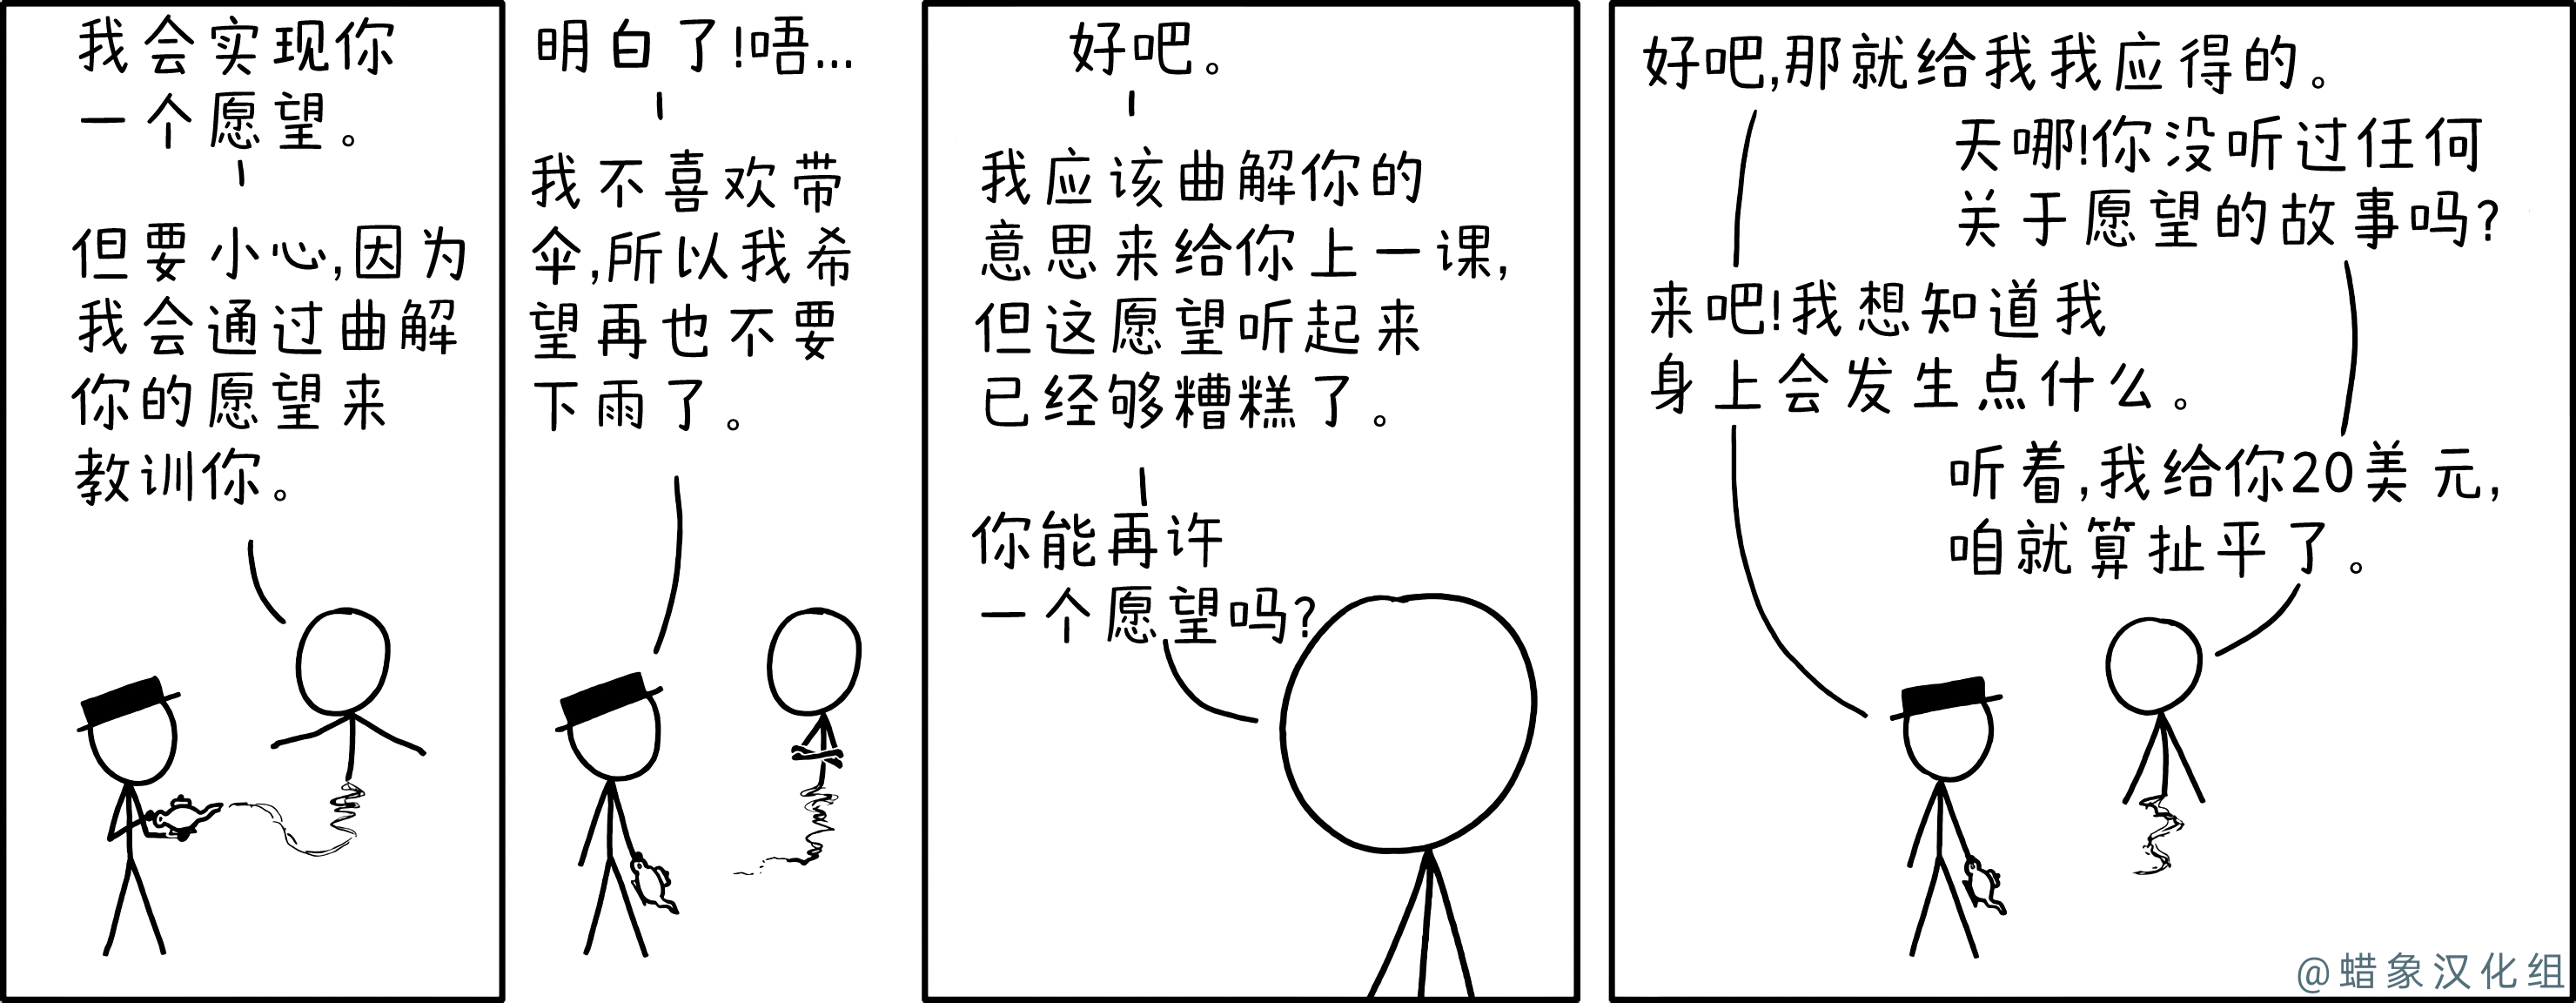 我会实现你
一个愿望。
但要小心,因为
我会通过曲解
你的愿望来
教训你。
明白了!唔...
我不喜欢带
伞,所以我希
望再也不要
下雨了。
好吧。
我应该曲解你的
意思来给你上一课,
但这愿望听起来
已经够糟糕了。
你能再许
一个愿望吗?
好吧,那就给我我应得的。
天哪!你没听过任何
关于愿望的故事吗?
来吧!我想知道我
身上会发生点什么。
听着,我给你20美元,
咱就算扯平了。
@蜡象汉化组